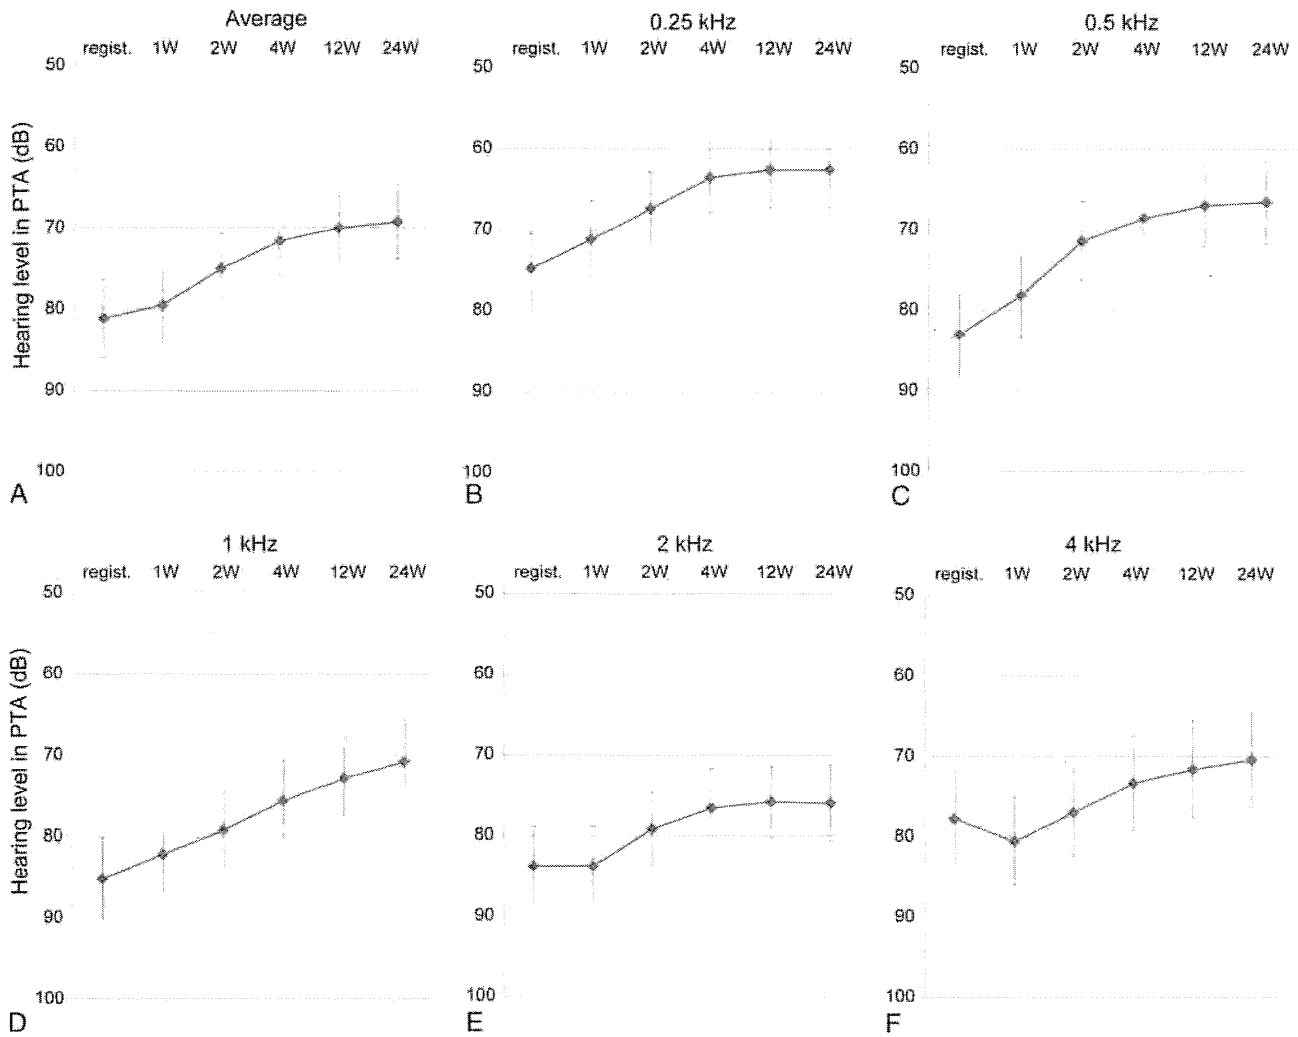 Average
regist. 1W 2W 4W 12W 24W
50
60
70
80
90
100
Hearing level in PTA (dB)
A
0.25 kHz
regist. 1W 2W 4W 12W 24W
50
60
70
80
90
100
B
0.5 kHz
regist. 1W 2W 4W 12W 24W
50
60
70
80
90
100
C
1 kHz
regist. 1W 2W 4W 12W 24W
50
60
70
80
90
100
Hearing level in PTA (dB)
D
2 kHz
regist. 1W 2W 4W 12W 24W
50
60
70
80
90
100
E
4 kHz
regist. 1W 2W 4W 12W 24W
50
60
70
80
90
100
F